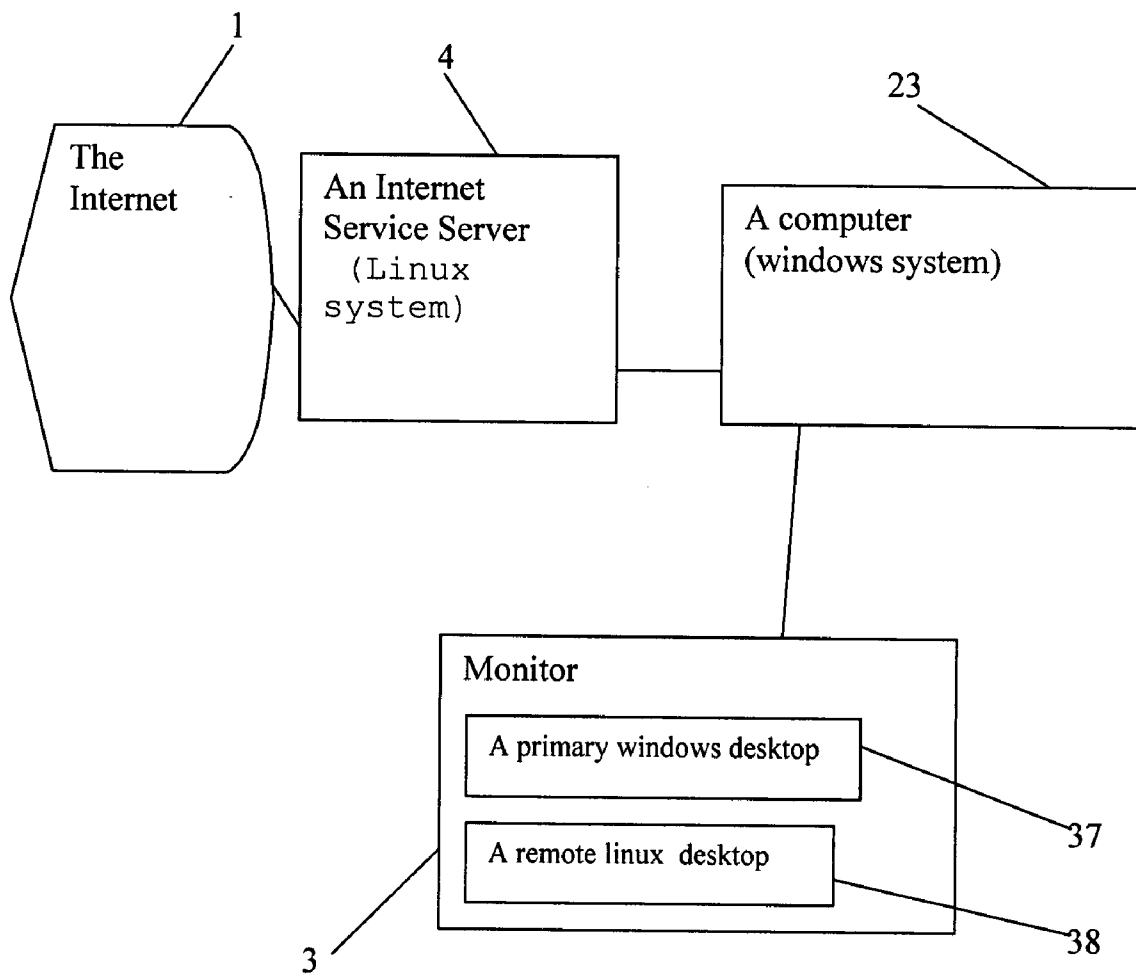 1
4
23
The
Internet
An Internet
Service Server
(Linux
system)
A computer
(windows system)
Monitor
A primary windows desktop
A remote linux desktop
37
38
3